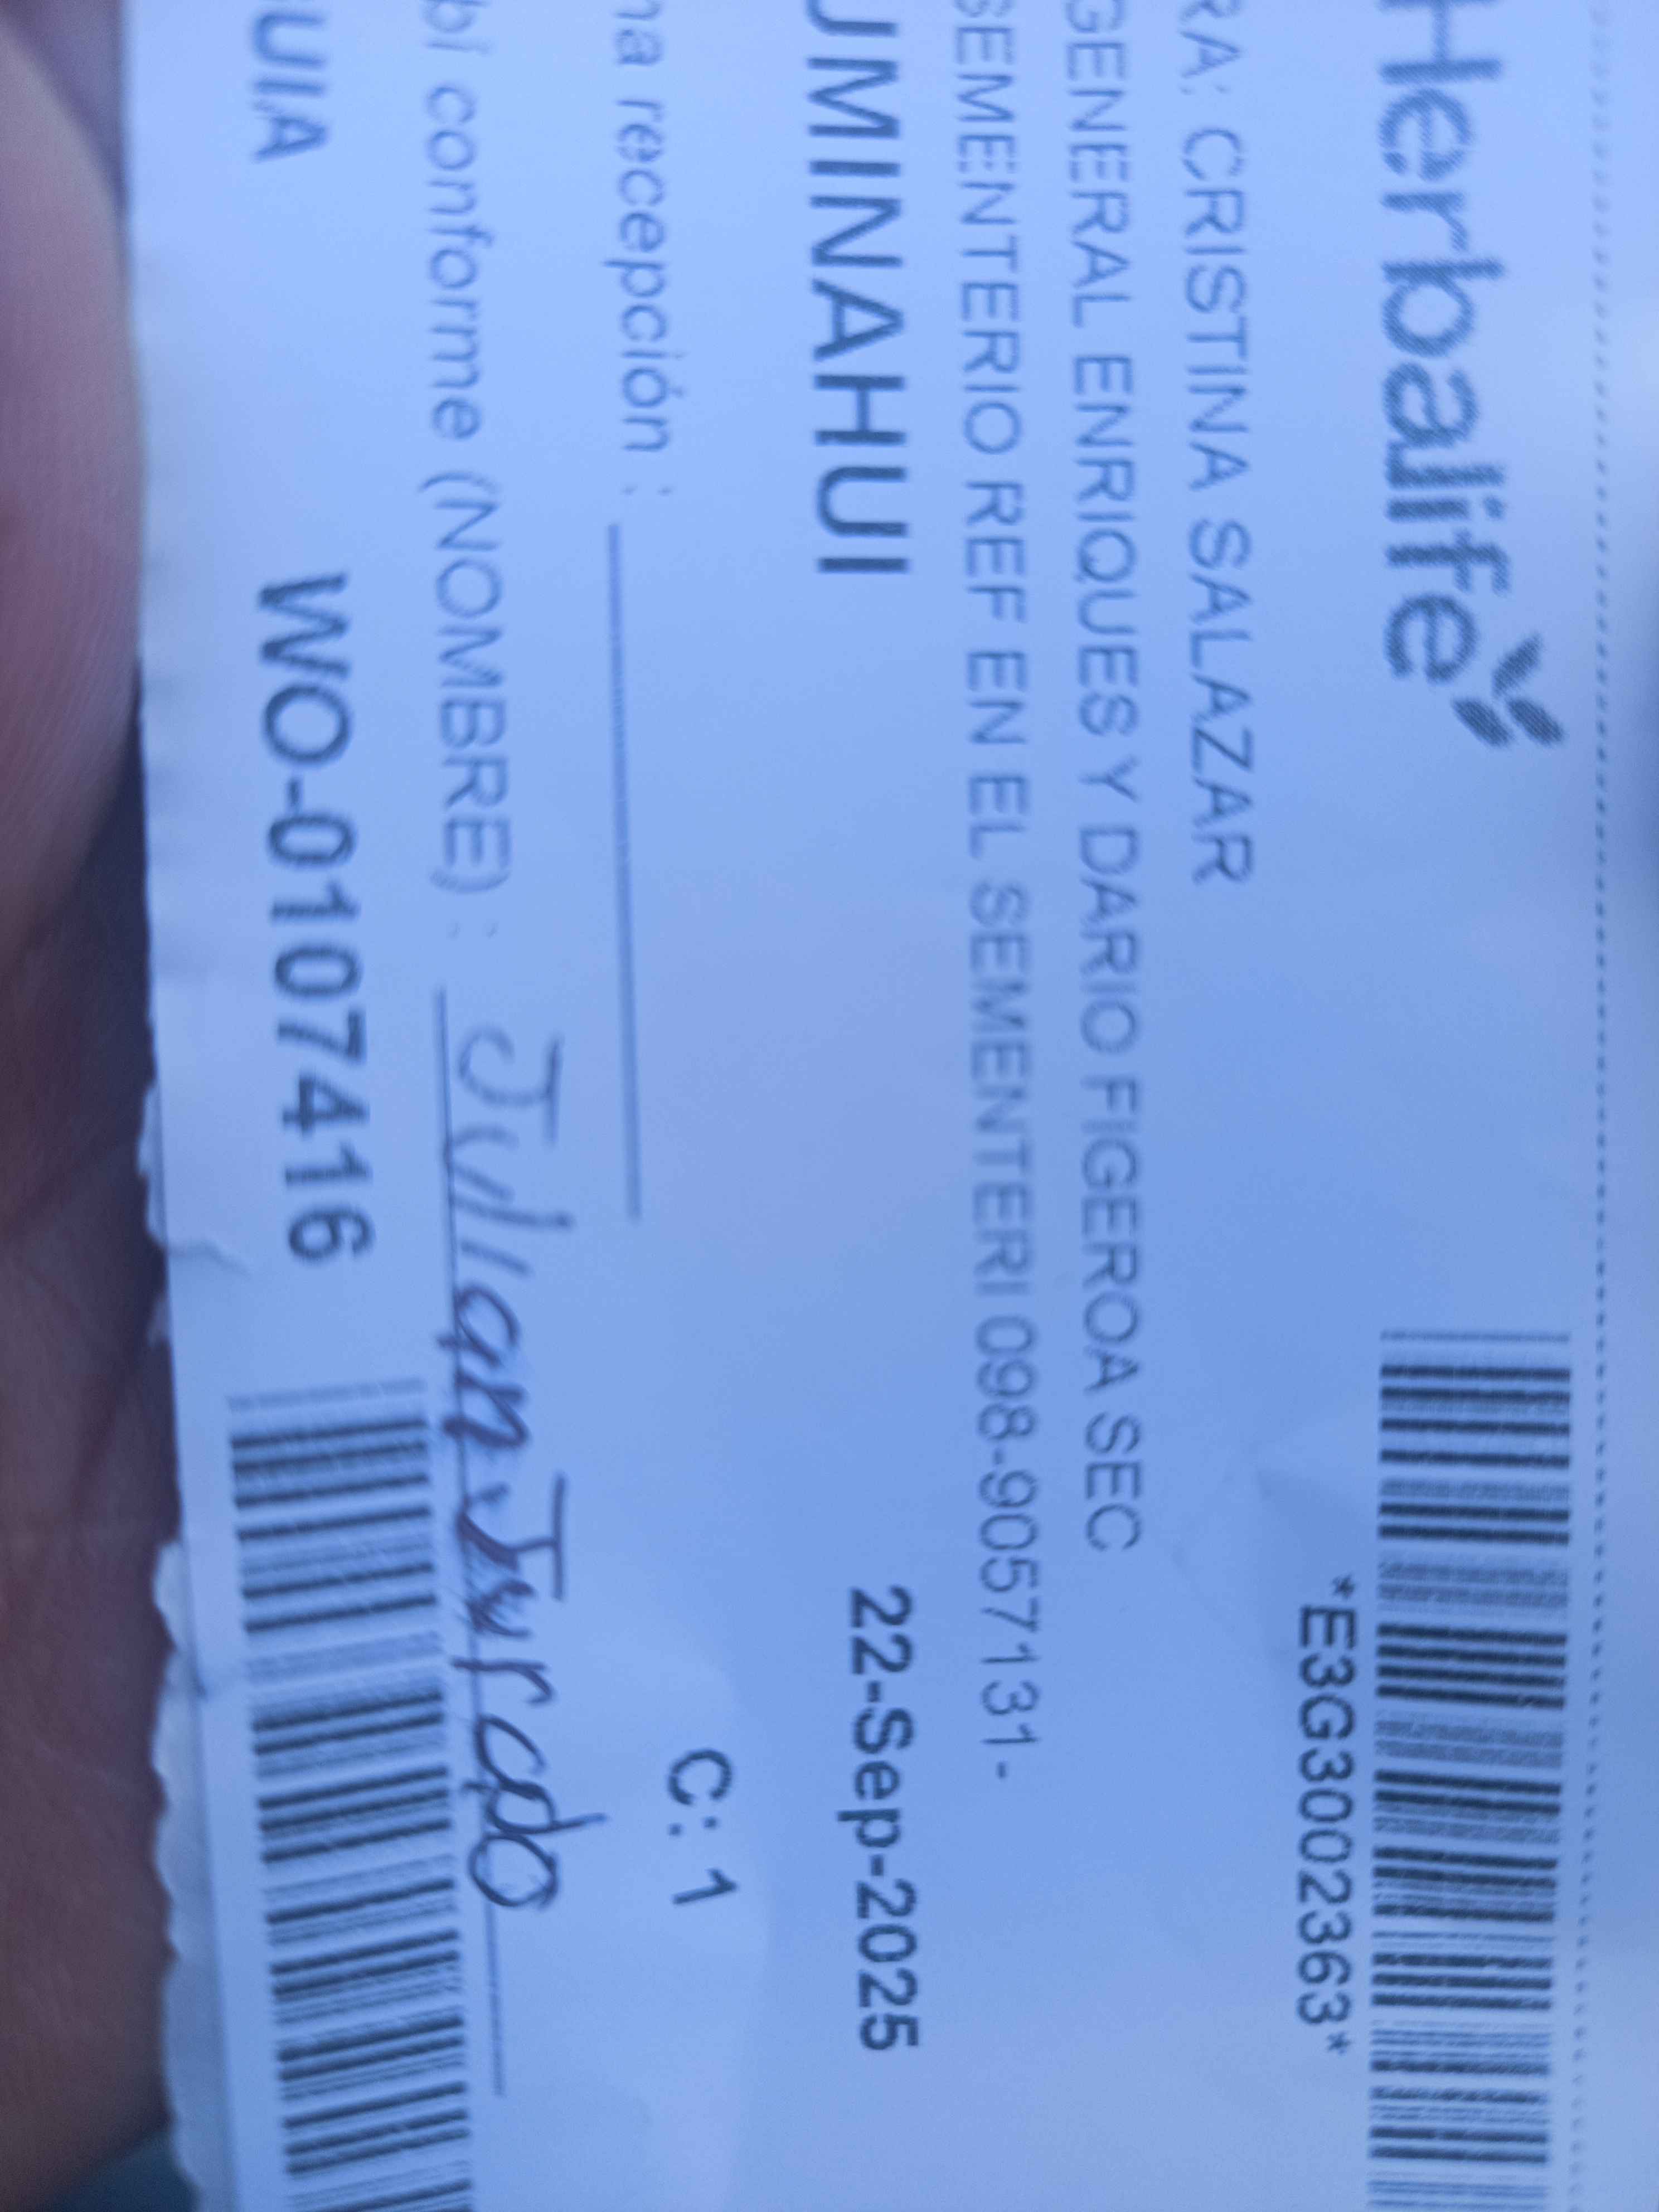 Herbalife
*E3G3002363*
RA: CRISTINA SALAZAR
GENERAL ENRIQUES Y DARIO FIGEROA SEC
SEMENTERIO REF EN EL SEMENTERI 098-9057131-
UMINAHUI 22-Sep-2025
na recepción : C: 1
bí conforme (NOMBRE) : Julian Jurado
UIA WO-0107416